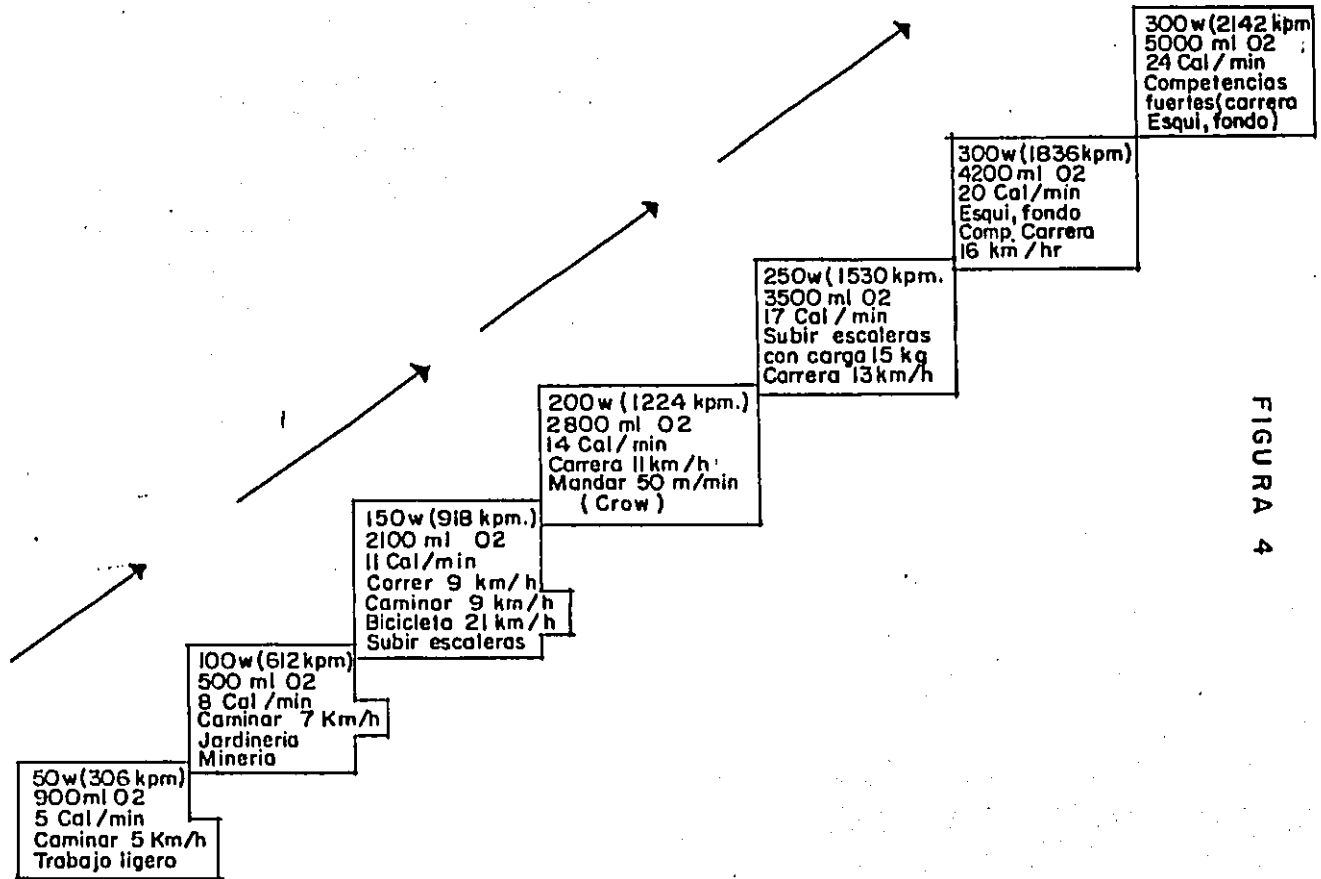 300w (2142 kpm
5000 ml O2
24 Cal/min
Competencias
fuertes(carrera
Esqui, fondo)
300w (1836 kpm)
4200 ml O2
20 Cal/min
Esqui, fondo
Comp. Carrera
16 km/hr
250w (1530 kpm.
3500 ml O2
17 Cal/min
Subir escaleras
con carga 15 kg
Carrera 13 km/h
200w (1224 kpm.)
2800 ml O2
14 Cal/min
Carrera 11 km/h
Mandar 50 m/min
(Crow)
150w (918 kpm.)
2100 ml O2
11 Cal/min
Correr 9 km/h
Caminar 9 km/h
Bicicleta 21 km/h
Subir escaleras
100w (612 kpm)
500 ml O2
8 Cal/min
Caminar 7 Km/h
Jardineria
Mineria
50w (306 kpm)
900 ml O2
5 Cal/min
Caminar 5 Km/h
Trabajo ligero
FIGURA 4